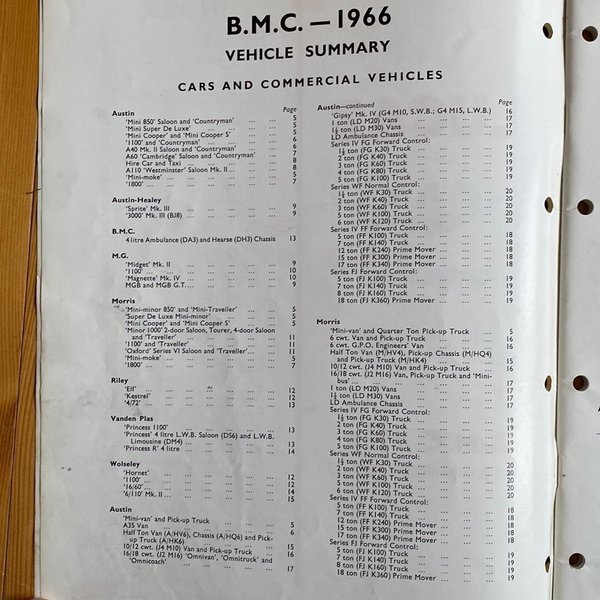 B.M.C. — 1966
VEHICLE SUMMARY
CARS AND COMMERCIAL VEHICLES
Page
Austin
'Mini 850' Saloon and 'Countryman' ... ... 5
'Mini Super De Luxe' ... ... ... ... 5
'Mini Cooper' and 'Mini Cooper S' ... ... 5
'1100' and 'Countryman' ... ... ... ... 6
A40 Mk. II Saloon and 'Countryman' ... ... 6
A60 'Cambridge' Saloon and 'Countryman' ... 7
Hire Car and Taxi ... ... ... ... 8
A110 'Westminster' Saloon Mk. II ... ... ... 8
'Mini-moke' ... ... ... ... ... 5
'1800' ... ... ... ... ... ... 7
Austin-Healey
'Sprite' Mk. III ... ... ... ... ... 9
'3000' Mk. III (BJ8) ... ... ... ... 9
B.M.C.
4 litre Ambulance (DA3) and Hearse (DH3) Chassis 13
M.G.
'Midget' Mk. II ... ... ... ... ... 9
'1100' ... ... ... ... ... ... 10
'Magnette' Mk. IV ... ... ... ... 10
MGB and MGB G.T. ... ... ... ... 9
Morris
'Mini-minor 850' and 'Mini-Traveller' ... ... 5
'Super De Luxe Mini-minor' ... ... ... 5
'Mini Cooper' and 'Mini Cooper S' ... ... 5
'Minor 1000' 2-door Saloon, Tourer, 4-door Saloon
and 'Traveller' ... ... ... ... ... 11
'1100' and 'Traveller' ... ... ... ... 11
'Oxford' Series VI Saloon and 'Traveller' ... ... 11
'Mini-moke' ... ... ... ... ... 5
'1800' ... ... ... ... ... ... 7
Riley
'Elf' ... ... ... ... ... ... 12
'Kestrel' ... ... ... ... ... ... 12
'4/72' ... ... ... ... ... ... 13
Vanden Plas
'Princess 1100' ... ... ... ... ... 13
'Princess' 4 litre L.W.B. Saloon (DS6) and L.W.B.
Limousine (DM4) ... ... ... ... 13
'Princess R' 4 litre ... ... ... ... ... 14
Wolseley
'Hornet' ... ... ... ... ... ... 12
'1100' ... ... ... ... ... ... 12
'16/60' ... ... ... ... ... ... 14
'6/110' Mk. II ... ... ... ... ... 15
Austin
'Mini-van' and Pick-up Truck ... ... ... 5
A35 Van ... ... ... ... ... ... 6
Half Ton Van (A/HV6), Chassis (A/HQ6) and Pick-
up Truck (A/HK6) ... ... ... ... 15
10/12 cwt. (J4 M10) Van and Pick-up Truck ... 16
16/18 cwt. (J2 M16) 'Omnivan', 'Omnitruck' and
'Omnicoach' ... ... ... ... ... 17
Page
Austin—continued
'Gipsy' Mk. IV (G4 M10, S.W.B.; G4 M15, L.W.B.) 16
1 ton (LD M20) Vans ... ... ... ... 17
1½ ton (LD M30) Vans ... ... ... ... 17
LD Ambulance Chassis ... ... ... ... 17
Series IV FG Forward Control:
1½ ton (FG K30) Truck ... ... ... ... 19
2 ton (FG K40) Truck ... ... ... ... 19
3 ton (FG K60) Truck ... ... ... ... 19
4 ton (FG K80) Truck ... ... ... ... 19
5 ton (FG K100) Truck ... ... ... ... 19
Series WF Normal Control:
1½ ton (WF K30) Truck ... ... ... ... 20
2 ton (WF K40) Truck ... ... ... ... 20
3 ton (WF K60) Truck ... ... ... ... 20
5 ton (WF K100) Truck ... ... ... ... 20
6 ton (WF K120) Truck ... ... ... ... 20
Series IV FF Forward Control:
5 ton (FF K100) Truck ... ... ... ... 18
7 ton (FF K140) Truck ... ... ... ... 18
12 ton (FF K240) Prime Mover ... ... ... 18
15 ton (FF K300) Prime Mover ... ... ... 18
17 ton (FF K340) Prime Mover ... ... ... 18
Series FJ Forward Control:
5 ton (FJ K100) Truck ... ... ... ... 19
7 ton (FJ K140) Truck ... ... ... ... 19
8 ton (FJ K160) Truck ... ... ... ... 19
18 ton (FJ K360) Prime Mover ... ... ... 19
Morris
'Mini-van' and Quarter Ton Pick-up Truck ... 5
6 cwt. Van and Pick-up Truck ... ... ... 16
6 cwt. G.P.O. Engineers' Van ... ... ... 16
Half Ton Van (M/HV4), Pick-up Chassis (M/HQ4)
and Pick-up Truck (M/HK4) ... ... ... 15
10/12 cwt. (J4 M10) Van and Pick-up Truck ... 16
16/18 cwt. (J2 M16) Van, Pick-up Truck and 'Mini-
bus' ... ... ... ... ... ... 17
1 ton (LD M20) Vans ... ... ... ... 17
1½ ton (LD M30) Vans ... ... ... ... 17
LD Ambulance Chassis ... ... ... ... 17
Series IV FG Forward Control:
1½ ton (FG K30) Truck ... ... ... ... 19
2 ton (FG K40) Truck ... ... ... ... 19
3 ton (FG K60) Truck ... ... ... ... 19
4 ton (FG K80) Truck ... ... ... ... 19
5 ton (FG K100) Truck ... ... ... ... 19
Series WF Normal Control:
1½ ton (WF K30) Truck ... ... ... ... 20
2 ton (WF K40) Truck ... ... ... ... 20
3 ton (WF K60) Truck ... ... ... ... 20
5 ton (WF K100) Truck ... ... ... ... 20
6 ton (WF K120) Truck ... ... ... ... 20
Series IV FF Forward Control:
5 ton (FF K100) Truck ... ... ... ... 18
7 ton (FF K140) Truck ... ... ... ... 18
12 ton (FF K240) Prime Mover ... ... ... 18
15 ton (FF K300) Prime Mover ... ... ... 18
17 ton (FF K340) Prime Mover ... ... ... 18
Series FJ Forward Control:
5 ton (FJ K100) Truck ... ... ... ... 19
7 ton (FJ K140) Truck ... ... ... ... 19
8 ton (FJ K160) Truck ... ... ... ... 19
18 ton (FJ K360) Prime Mover ... ... ... 19